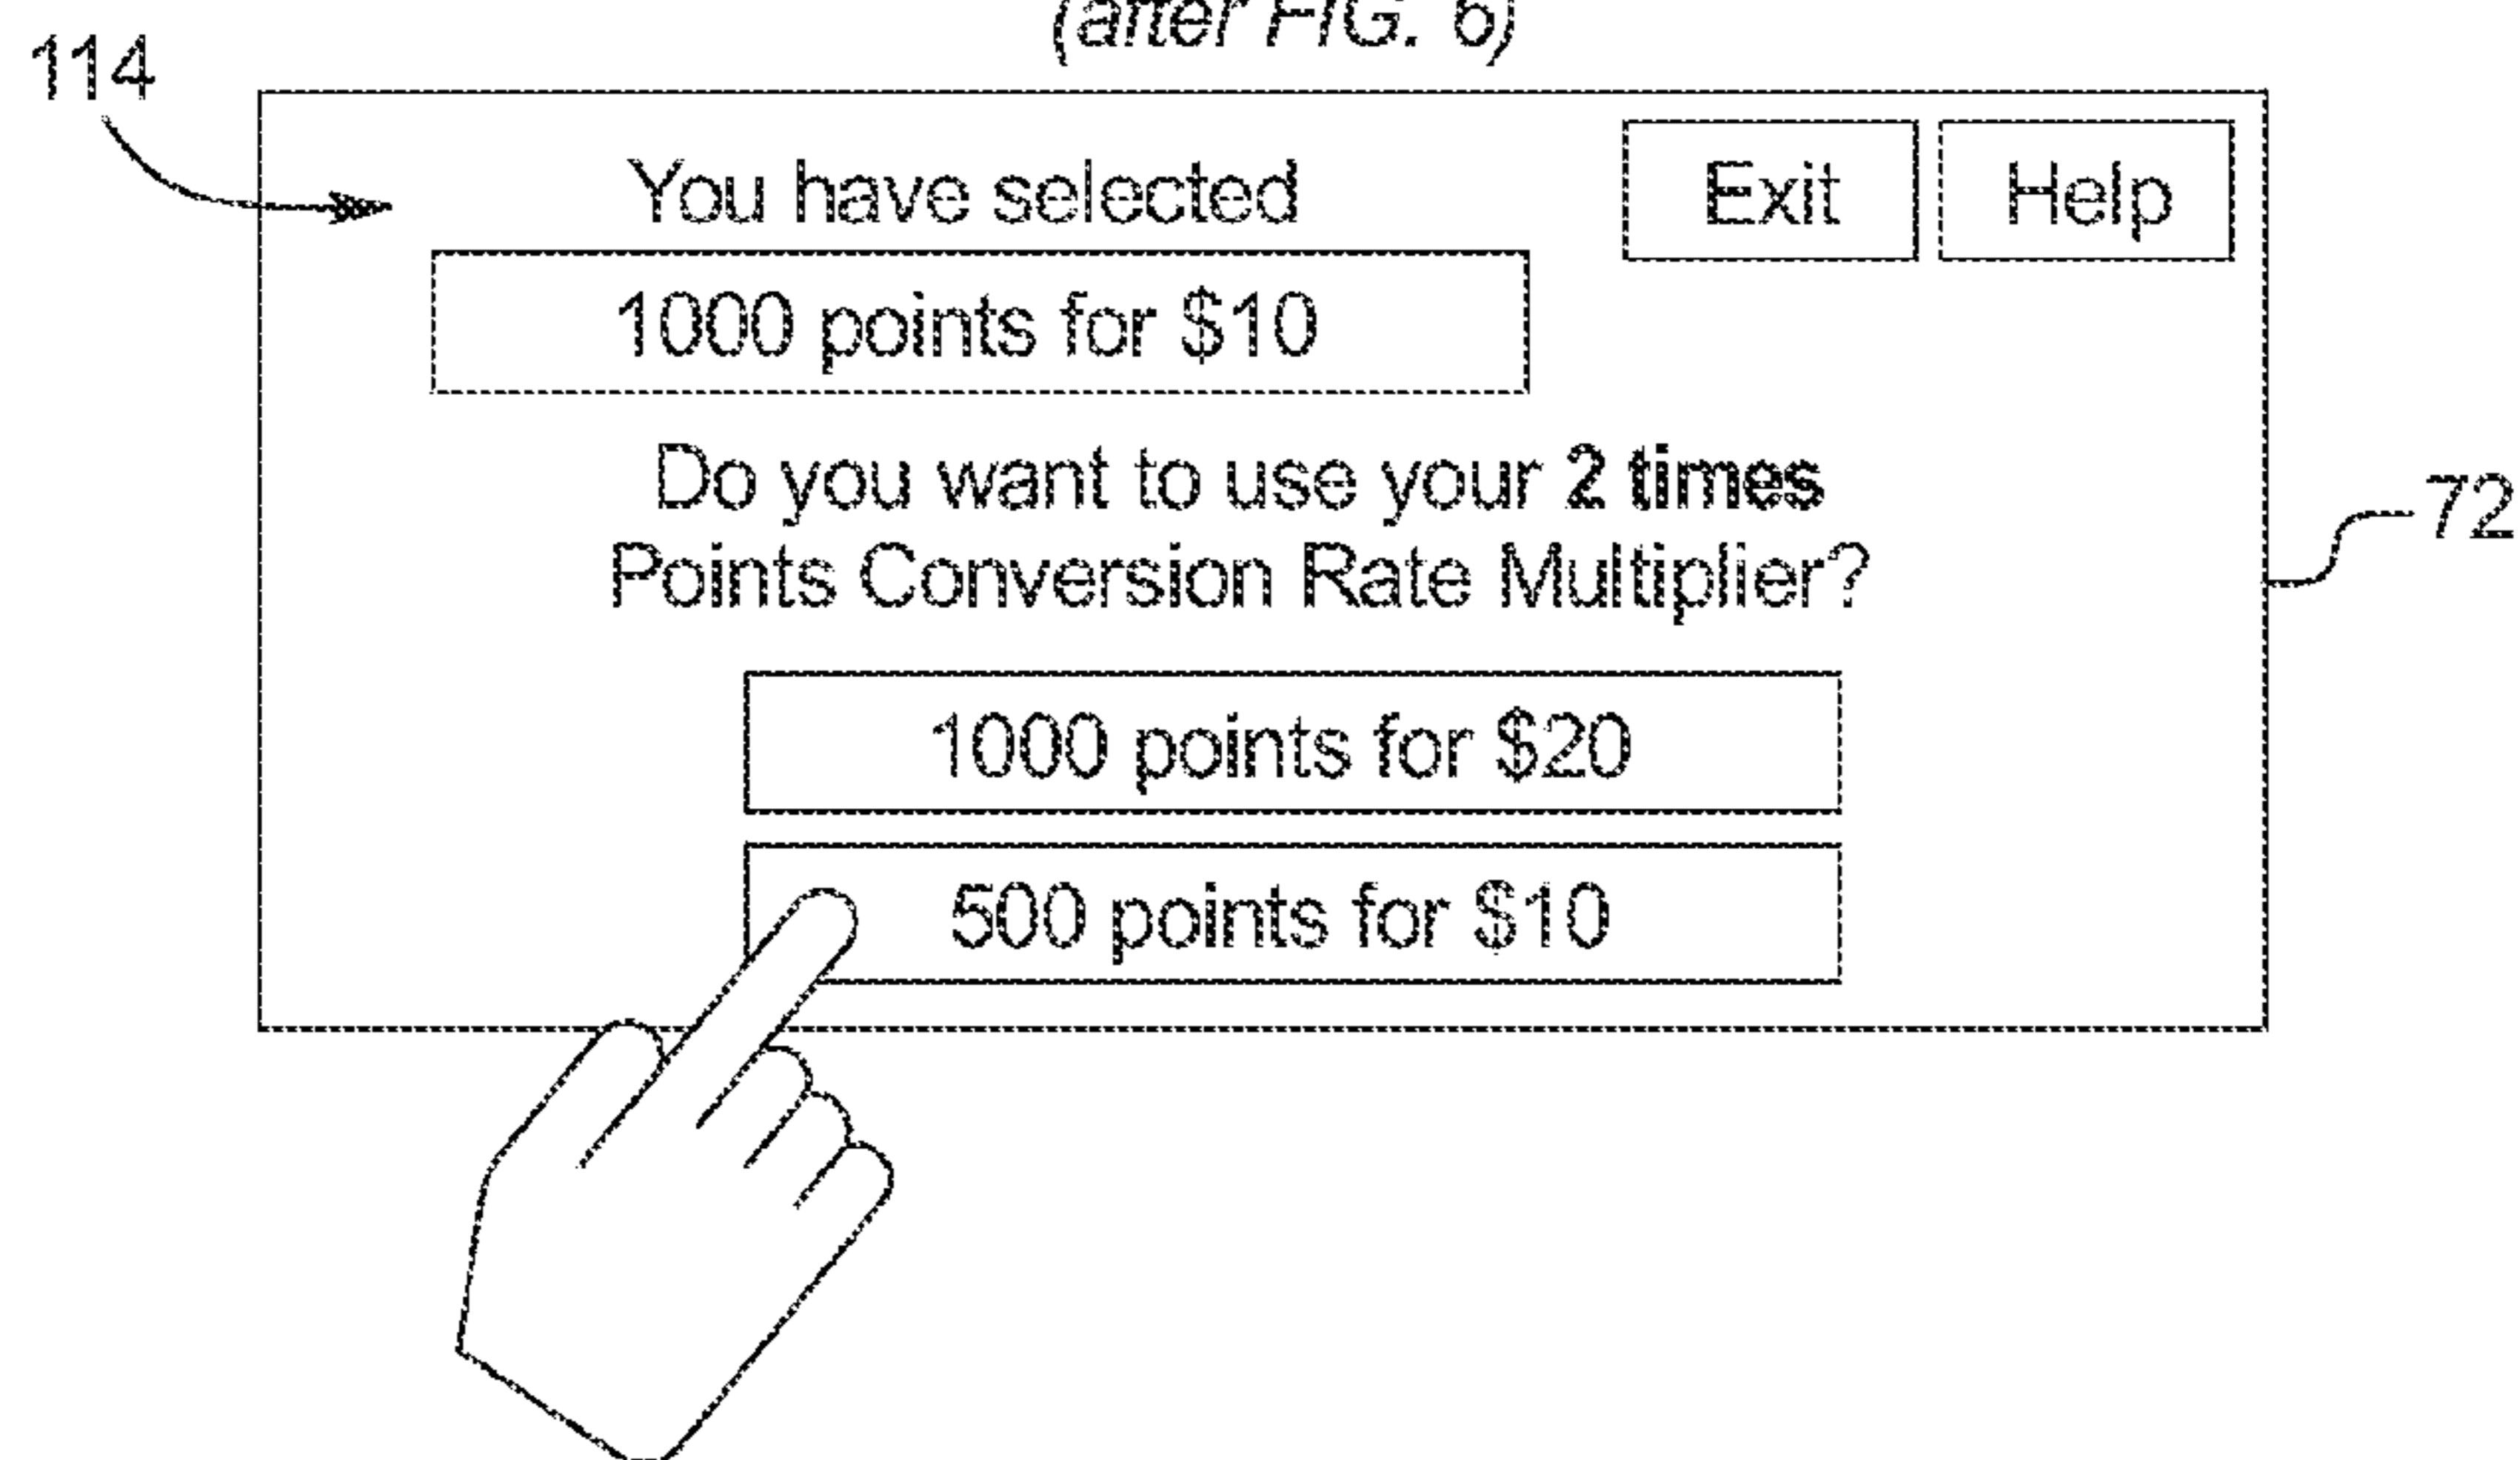 (after FIG. 6)
114
You have selected
Exit
Help
1000 points for $10
Do you want to use your 2 times
Points Conversion Rate Multiplier?
72
1000 points for $20
500 points for $10